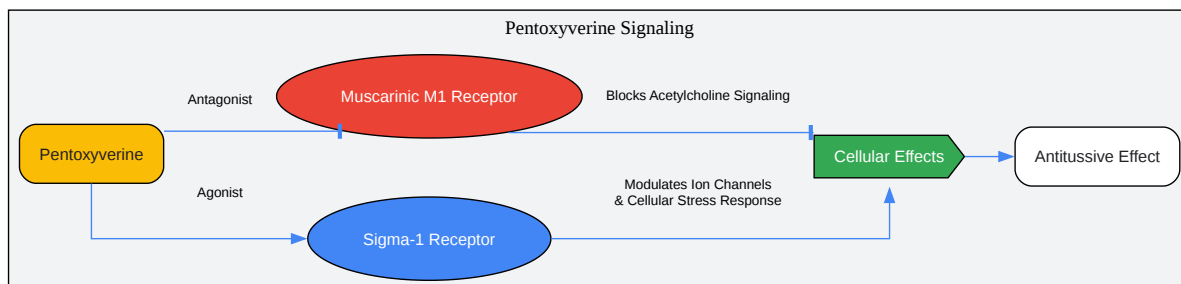 Pentoxyverine Signaling
Antagonist
Muscarinic M1 Receptor
Blocks Acetylcholine Signaling
Pentoxyverine
Cellular Effects
Antitussive Effect
Agonist
Modulates Ion Channels
& Cellular Stress Response
Sigma-1 Receptor